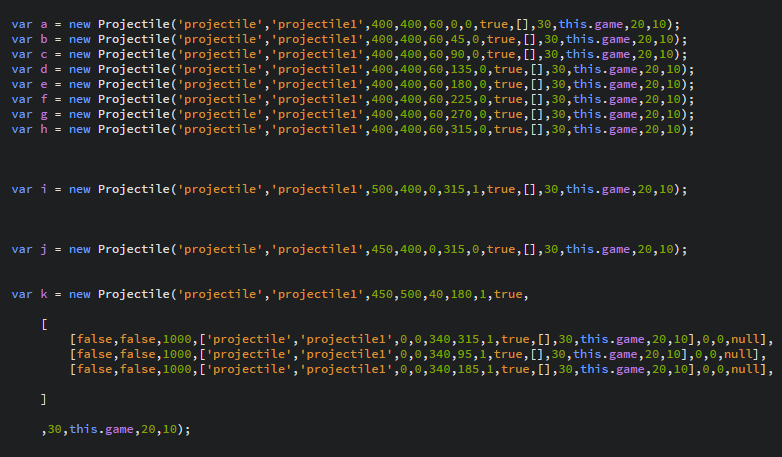 var a = new Projectile('projectile','projectile1',400,400,60,0,0,true,[],30,this.game,20,10);
var b = new Projectile('projectile','projectile1',400,400,60,45,0,true,[],30,this.game,20,10);
var c = new Projectile('projectile','projectile1',400,400,60,90,0,true,[],30,this.game,20,10);
var d = new Projectile('projectile','projectile1',400,400,60,135,0,true,[],30,this.game,20,10);
var e = new Projectile('projectile','projectile1',400,400,60,180,0,true,[],30,this.game,20,10);
var f = new Projectile('projectile','projectile1',400,400,60,225,0,true,[],30,this.game,20,10);
var g = new Projectile('projectile','projectile1',400,400,60,270,0,true,[],30,this.game,20,10);
var h = new Projectile('projectile','projectile1',400,400,60,315,0,true,[],30,this.game,20,10);
var i = new Projectile('projectile','projectile1',500,400,0,315,1,true,[],30,this.game,20,10);
var j = new Projectile('projectile','projectile1',450,400,0,315,0,true,[],30,this.game,20,10);
var k = new Projectile('projectile','projectile1',450,500,40,180,1,true,
[
[false,false,1000,['projectile','projectile1',0,0,340,315,1,true,[],30,this.game,20,10],0,0,null],
[false,false,1000,['projectile','projectile1',0,0,340,95,1,true,[],30,this.game,20,10],0,0,null],
[false,false,1000,['projectile','projectile1',0,0,340,185,1,true,[],30,this.game,20,10],0,0,null],
]
,30,this.game,20,10);